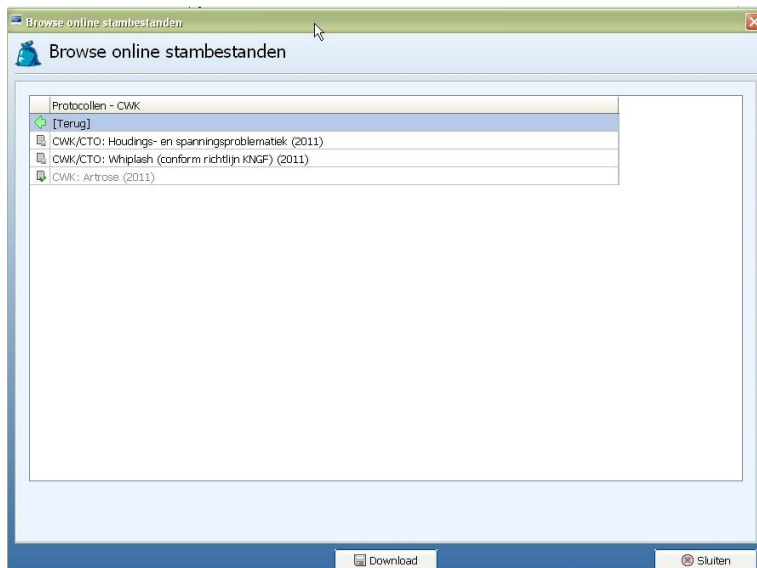 Browse online stambestanden
Browse online stambestanden
Protocollen - CWK
[Terug]
CWK/CTO: Houdings- en spanningsproblematiek (2011)
CWK/CTO: Whiplash (conform richtlijn KNGF) (2011)
CWK: Artrose (2011)
Download
Sluiten